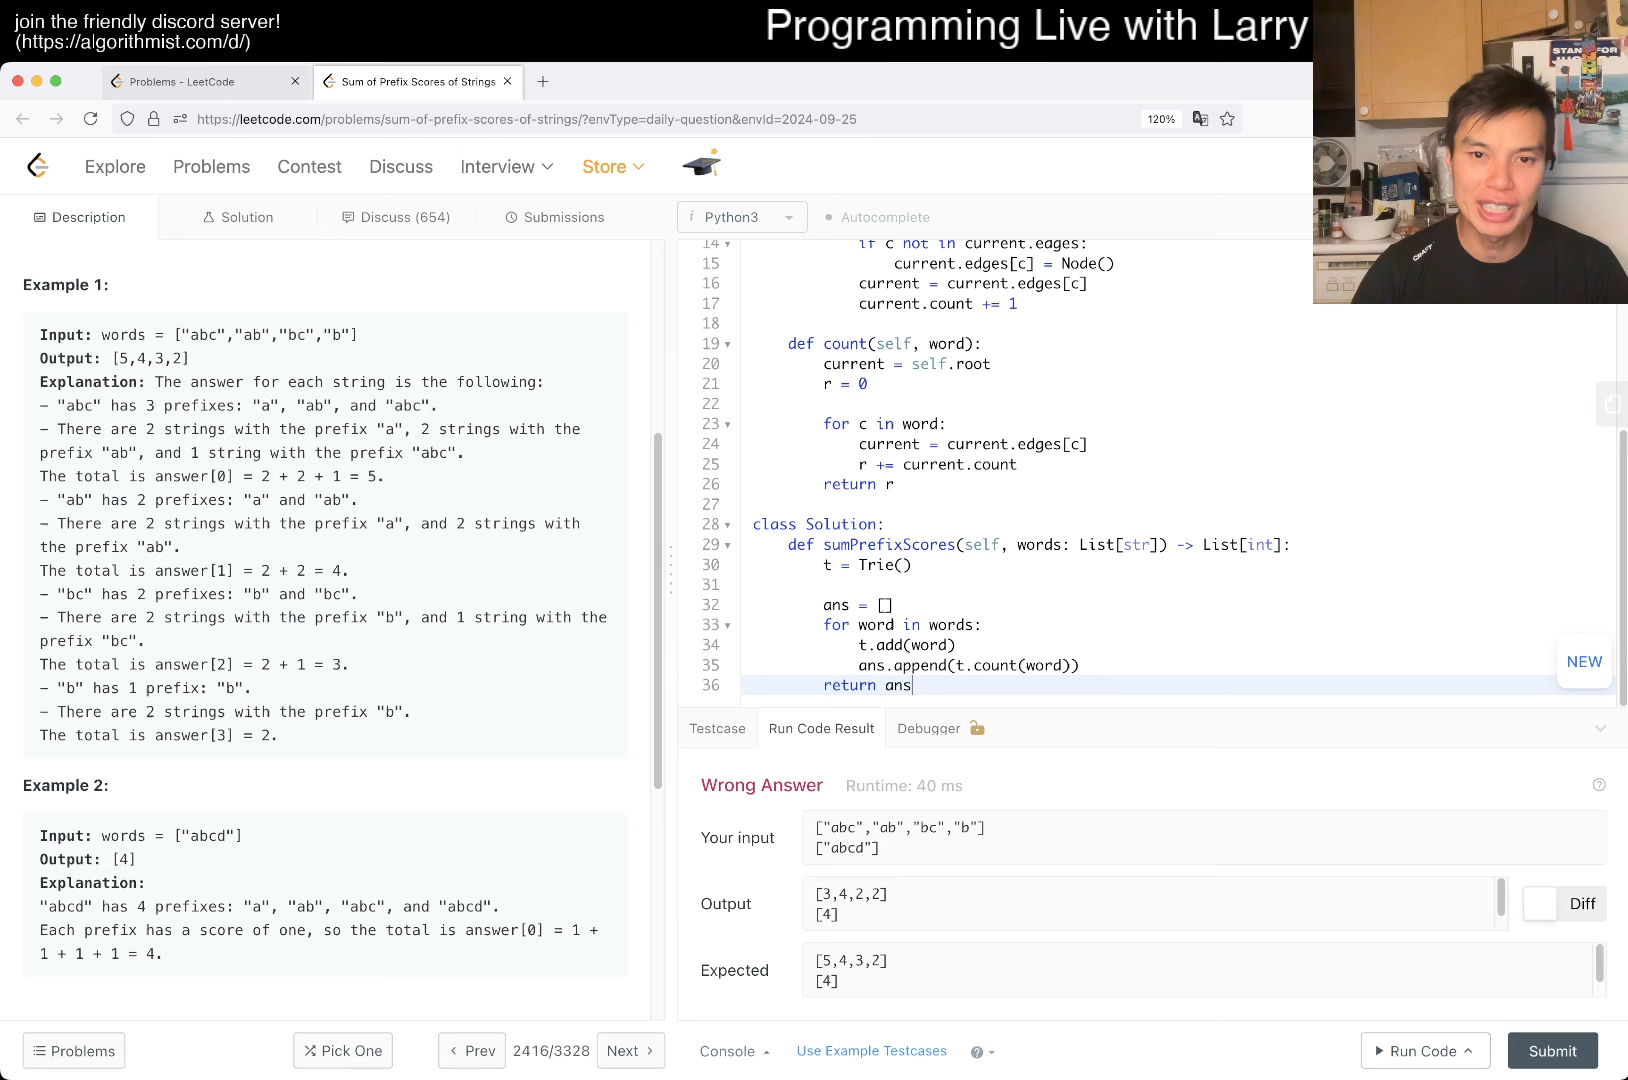 join the friendly discord server!
(https://algorithmist.com/d/)
Programming Live with Larry
Problems - LeetCode
Sum of Prefix Scores of Strings
https://leetcode.com/problems/sum-of-prefix-scores-of-strings/?envType=daily-question&envId=2024-09-25
120%
Explore
Problems
Contest
Discuss
Interview
Store
Description
Solution
Discuss (654)
Submissions
i Python3
Autocomplete
Example 1:
Input: words = ["abc","ab","bc","b"]
Output: [5,4,3,2]
Explanation: The answer for each string is the following:
- "abc" has 3 prefixes: "a", "ab", and "abc".
- There are 2 strings with the prefix "a", 2 strings with the
prefix "ab", and 1 string with the prefix "abc".
The total is answer[0] = 2 + 2 + 1 = 5.
- "ab" has 2 prefixes: "a" and "ab".
- There are 2 strings with the prefix "a", and 2 strings with
the prefix "ab".
The total is answer[1] = 2 + 2 = 4.
- "bc" has 2 prefixes: "b" and "bc".
- There are 2 strings with the prefix "b", and 1 string with the
prefix "bc".
The total is answer[2] = 2 + 1 = 3.
- "b" has 1 prefix: "b".
- There are 2 strings with the prefix "b".
The total is answer[3] = 2.
Example 2:
Input: words = ["abcd"]
Output: [4]
Explanation:
"abcd" has 4 prefixes: "a", "ab", "abc", and "abcd".
Each prefix has a score of one, so the total is answer[0] = 1 +
1 + 1 + 1 = 4.
14 if c not in current.edges:
15 current.edges[c] = Node()
16 current = current.edges[c]
17 current.count += 1
18
19 def count(self, word):
20 current = self.root
21 r = 0
22
23 for c in word:
24 current = current.edges[c]
25 r += current.count
26 return r
27
28 class Solution:
29 def sumPrefixScores(self, words: List[str]) -> List[int]:
30 t = Trie()
31
32 ans = []
33 for word in words:
34 t.add(word)
35 ans.append(t.count(word))
36 return ans
NEW
Testcase
Run Code Result
Debugger
Wrong Answer
Runtime: 40 ms
Your input
["abc","ab","bc","b"]
["abcd"]
Output
[3,4,2,2]
[4]
Diff
Expected
[5,4,3,2]
[4]
Problems
Pick One
Prev
2416/3328
Next
Console
Use Example Testcases
Run Code
Submit